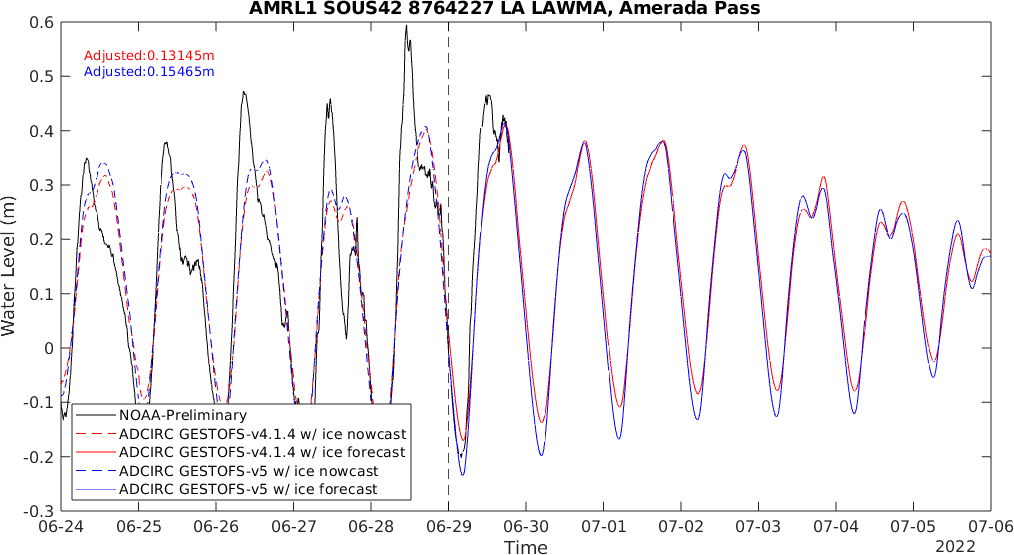 AMRL1 SOUS42 8764227 LA LAWMA, Amerada Pass
Adjusted:0.13145m
Adjusted:0.15465m
Water Level (m)
0.6
0.5
0.4
0.3
0.2
0.1
0
-0.1
-0.2
-0.3
NOAA-Preliminary
ADCIRC GESTOFS-v4.1.4 w/ ice nowcast
ADCIRC GESTOFS-v4.1.4 w/ ice forecast
ADCIRC GESTOFS-v5 w/ ice nowcast
ADCIRC GESTOFS-v5 w/ ice forecast
06-24 06-25 06-26 06-27 06-28 06-29 06-30 07-01 07-02 07-03 07-04 07-05 07-06
Time
2022